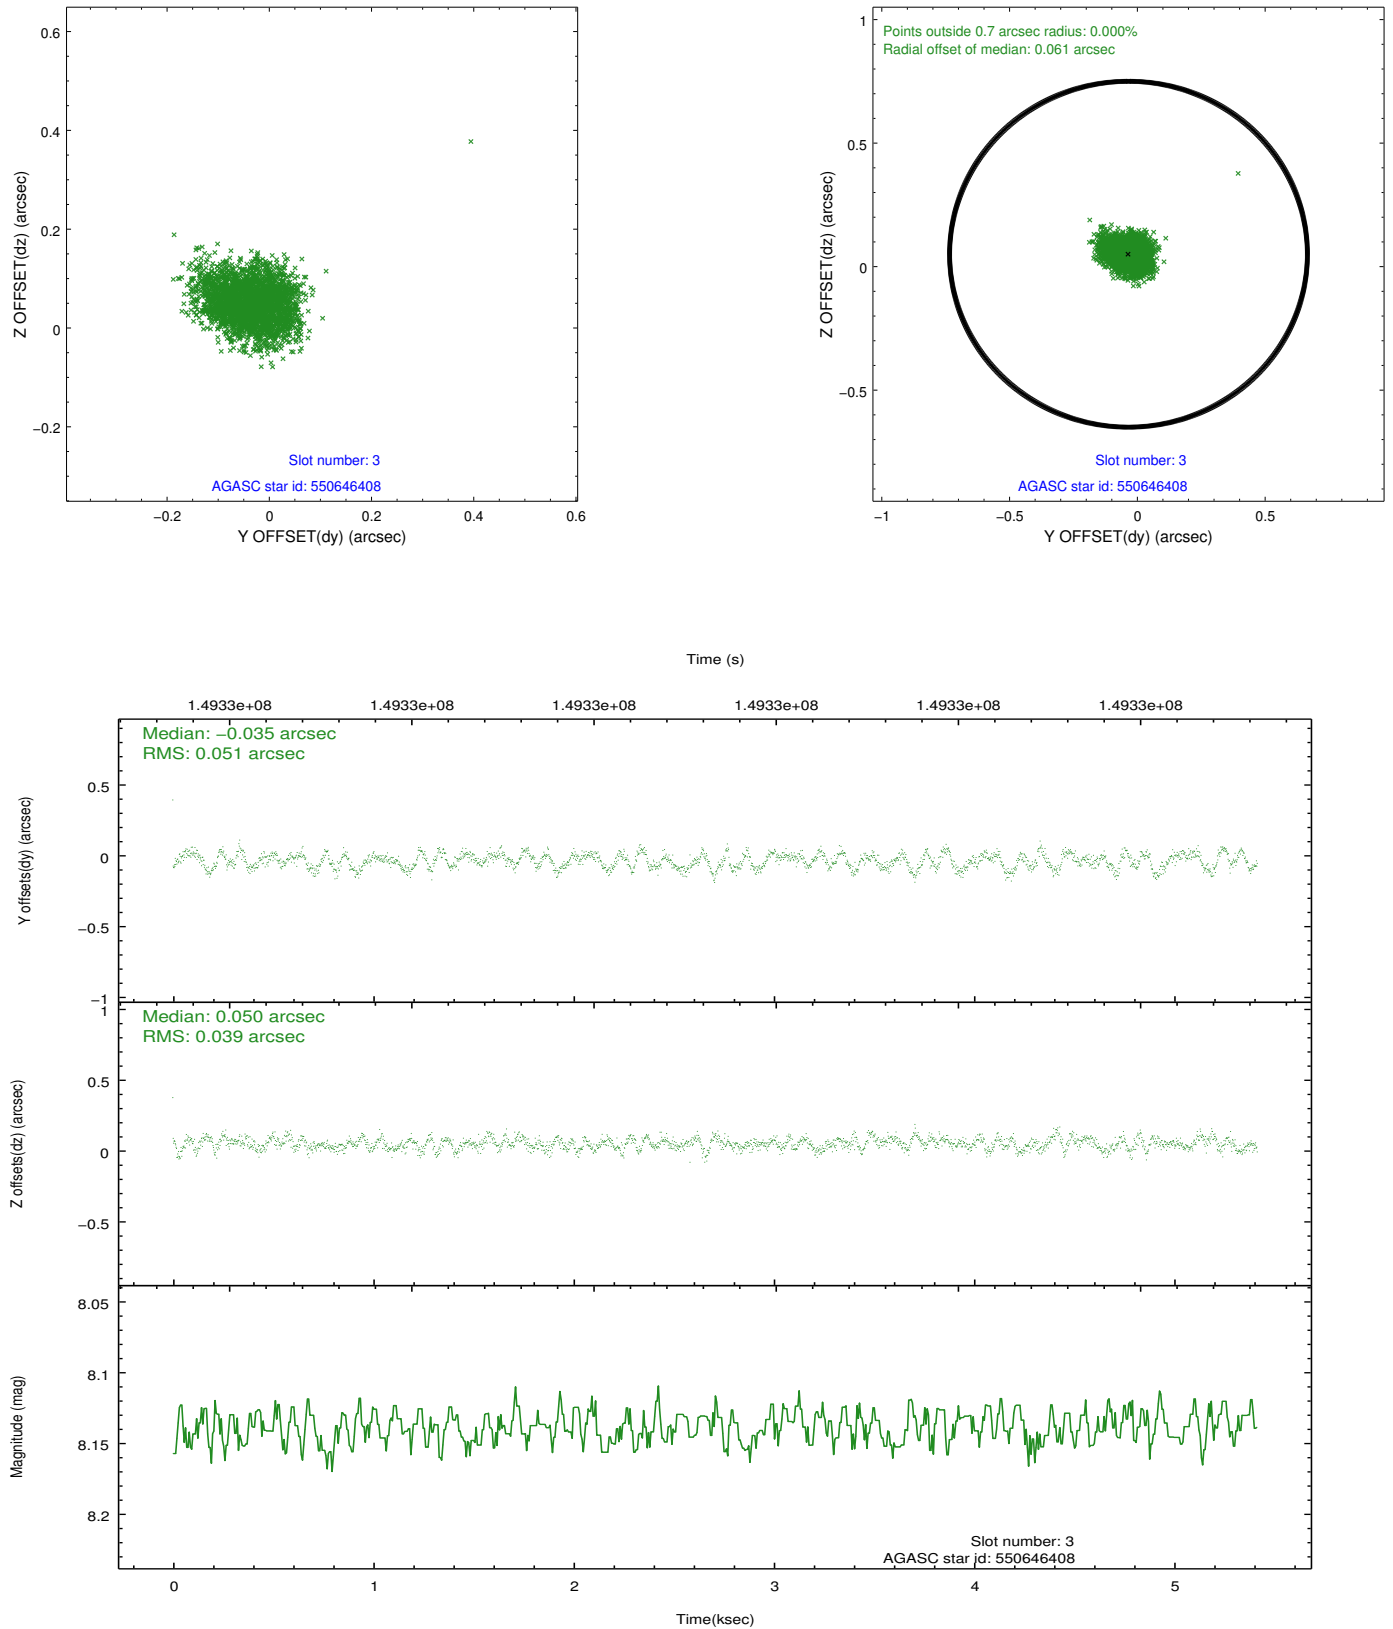 0.6
0.4
0.2
0
−0.2
Z OFFSET(dz) (arcsec)
Slot number: 3
AGASC star id: 550646408
−0.2 0 0.2 0.4 0.6
Y OFFSET(dy) (arcsec)
Points outside 0.7 arcsec radius: 0.000%
Radial offset of median: 0.061 arcsec
1
0.5
0
−0.5
Z OFFSET(dz) (arcsec)
Slot number: 3
AGASC star id: 550646408
−1 −0.5 0 0.5
Y OFFSET(dy) (arcsec)
Time (s)
1.4933e+08 1.4933e+08 1.4933e+08 1.4933e+08 1.4933e+08 1.4933e+08
Median: −0.035 arcsec
RMS: 0.051 arcsec
0.5
0
−0.5
−1
Y offsets(dy) (arcsec)
Median: 0.050 arcsec
RMS: 0.039 arcsec
1
0.5
0
−0.5
Z offsets(dz) (arcsec)
8.05
8.1
8.15
8.2
Magnitude (mag)
Slot number: 3
AGASC star id: 550646408
0 1 2 3 4 5
Time(ksec)